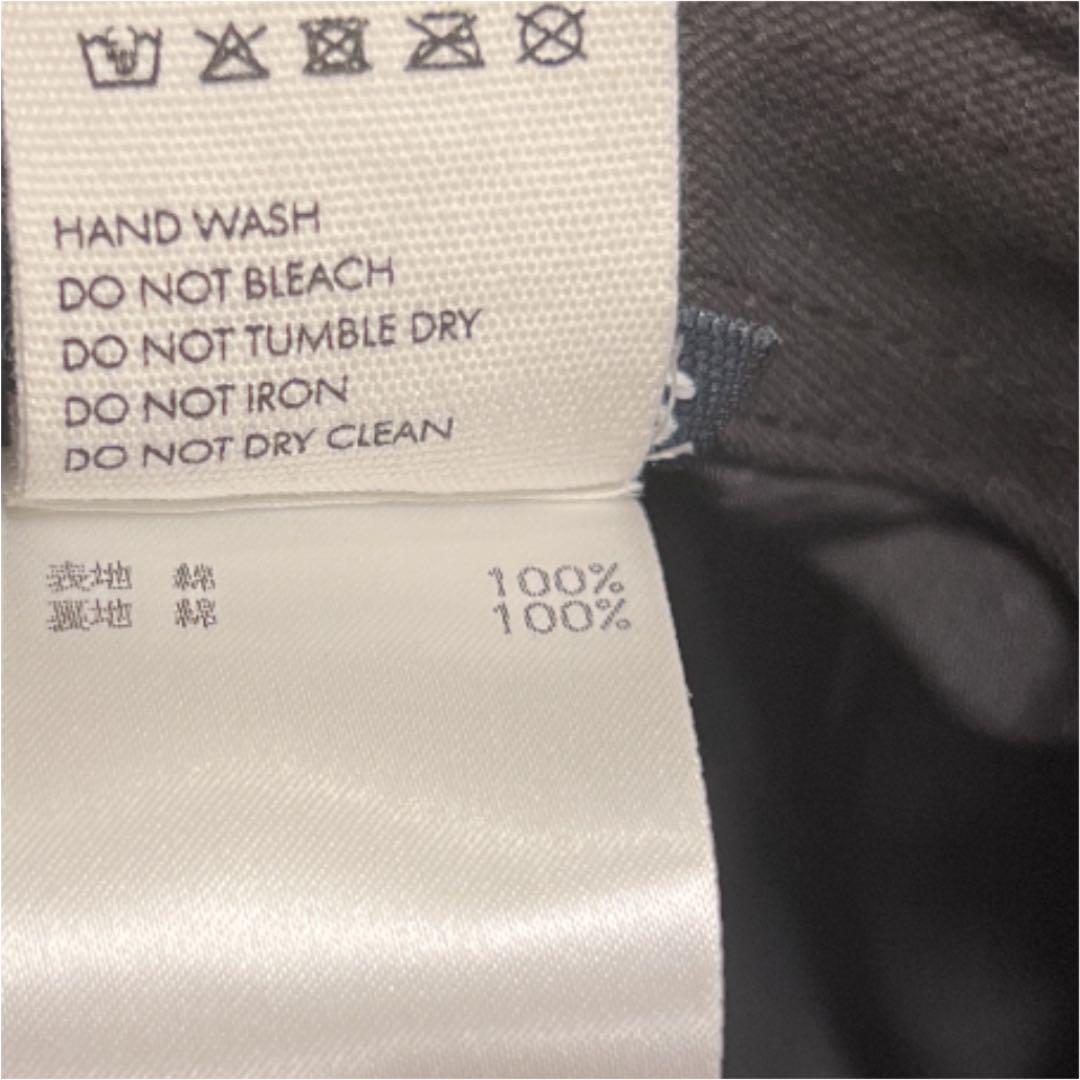 HAND WASH
DO NOT BLEACH
DO NOT TUMBLE DRY
DO NOT IRON
DO NOT DRY CLEAN
表地 綿 100%
裏地 綿 100%